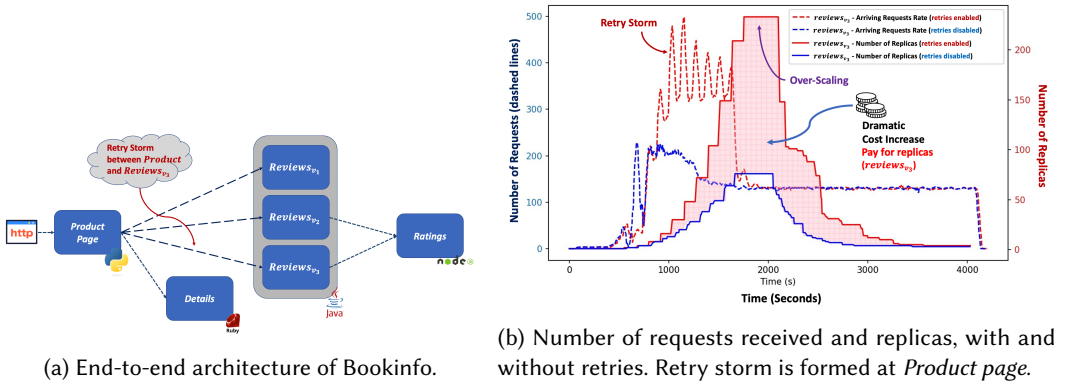 Retry Storm
between Product
and Reviews_v3
http
Product
Page
Reviews_v1
Reviews_v2
Reviews_v3
Ratings
node
Details
Ruby
Java
(a) End-to-end architecture of Bookinfo.
Number of Requests (dashed lines)
500
400
300
200
100
0
Retry Storm
reviews_v3 - Arriving Requests Rate (retries enabled)
reviews_v3 - Arriving Requests Rate (retries disabled)
reviews_v3 - Number of Replicas (retries enabled)
reviews_v3 - Number of Replicas (retries disabled)
Over-Scaling
Dramatic
Cost Increase
Pay for replicas
(reviews_v3)
200
150
100
50
0
Number of Replicas
0
1000
2000
3000
4000
Time (s)
Time (Seconds)
(b) Number of requests received and replicas, with and
without retries. Retry storm is formed at Product page.